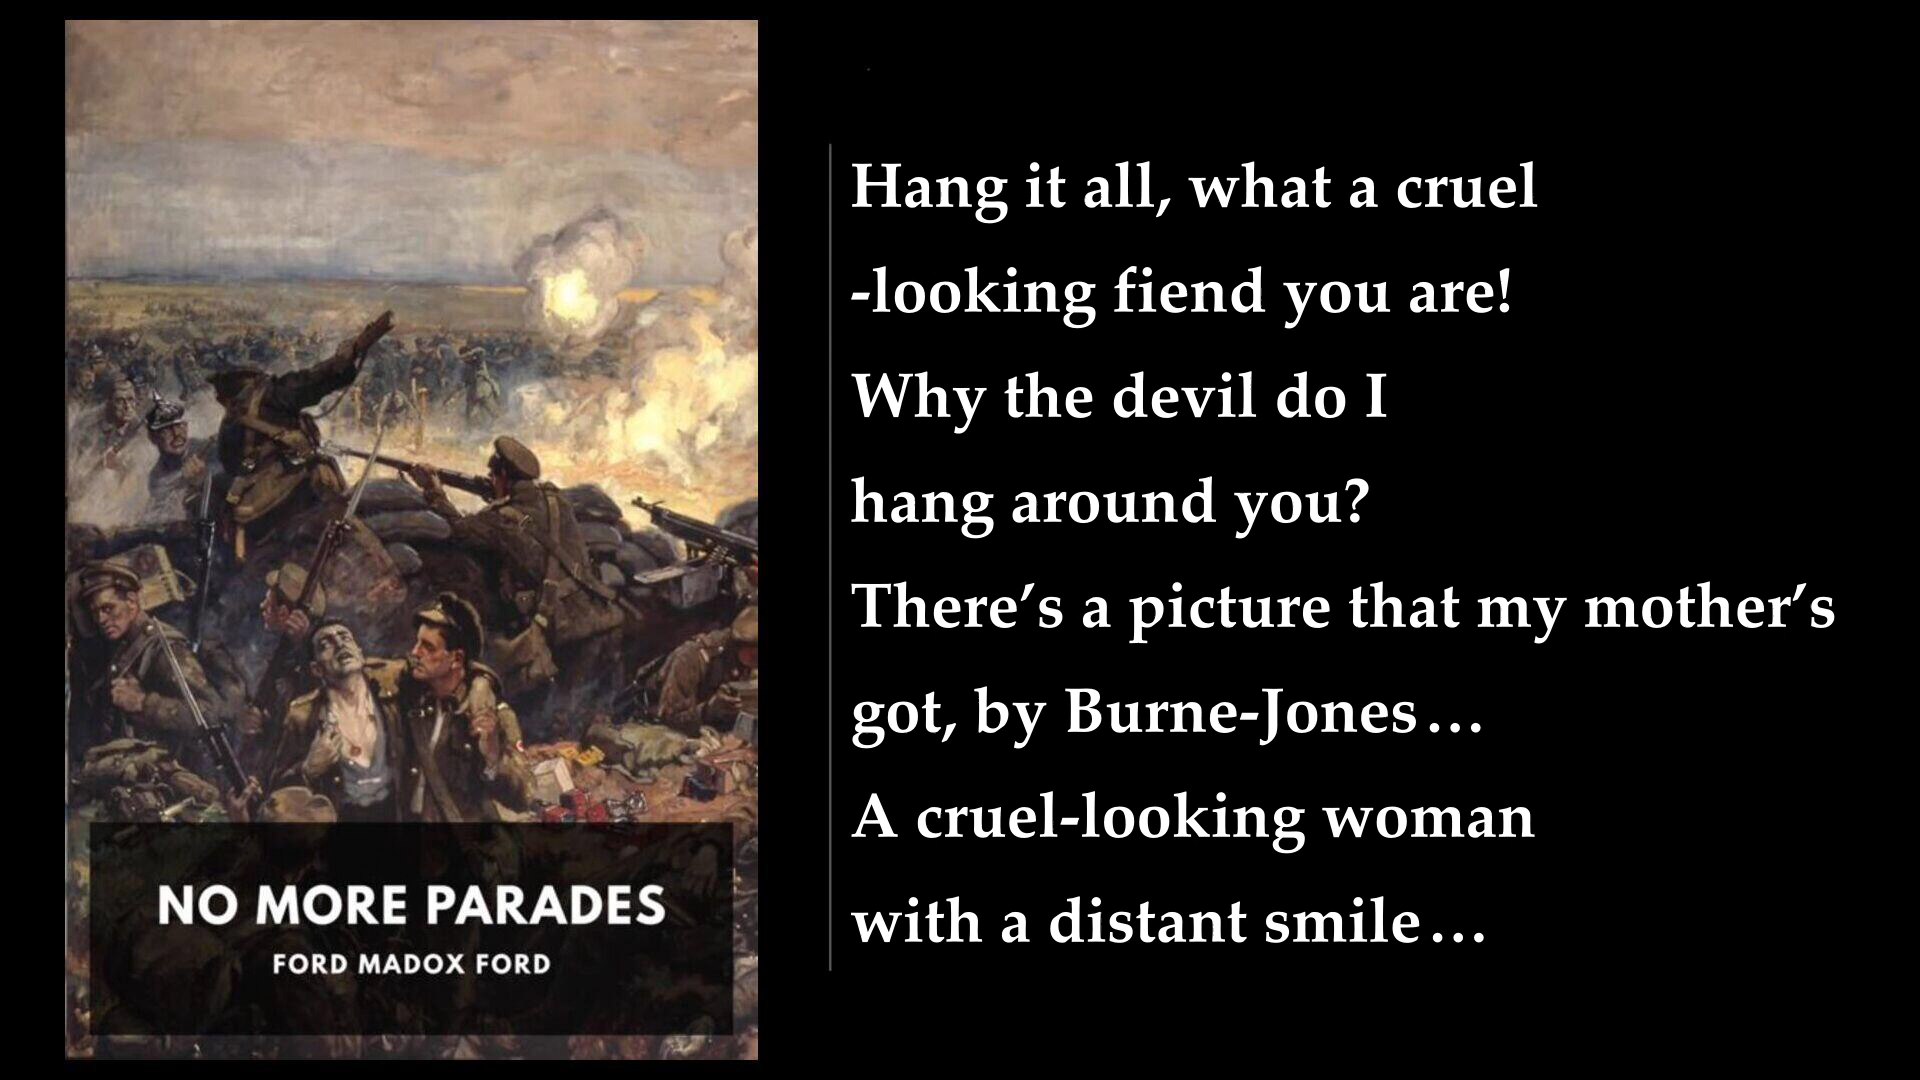 Hang it all, what a cruel
-looking fiend you are!
Why the devil do I
hang around you?
There’s a picture that my mother’s
got, by Burne-Jones…
A cruel-looking woman
with a distant smile…
NO MORE PARADES
FORD MADOX FORD